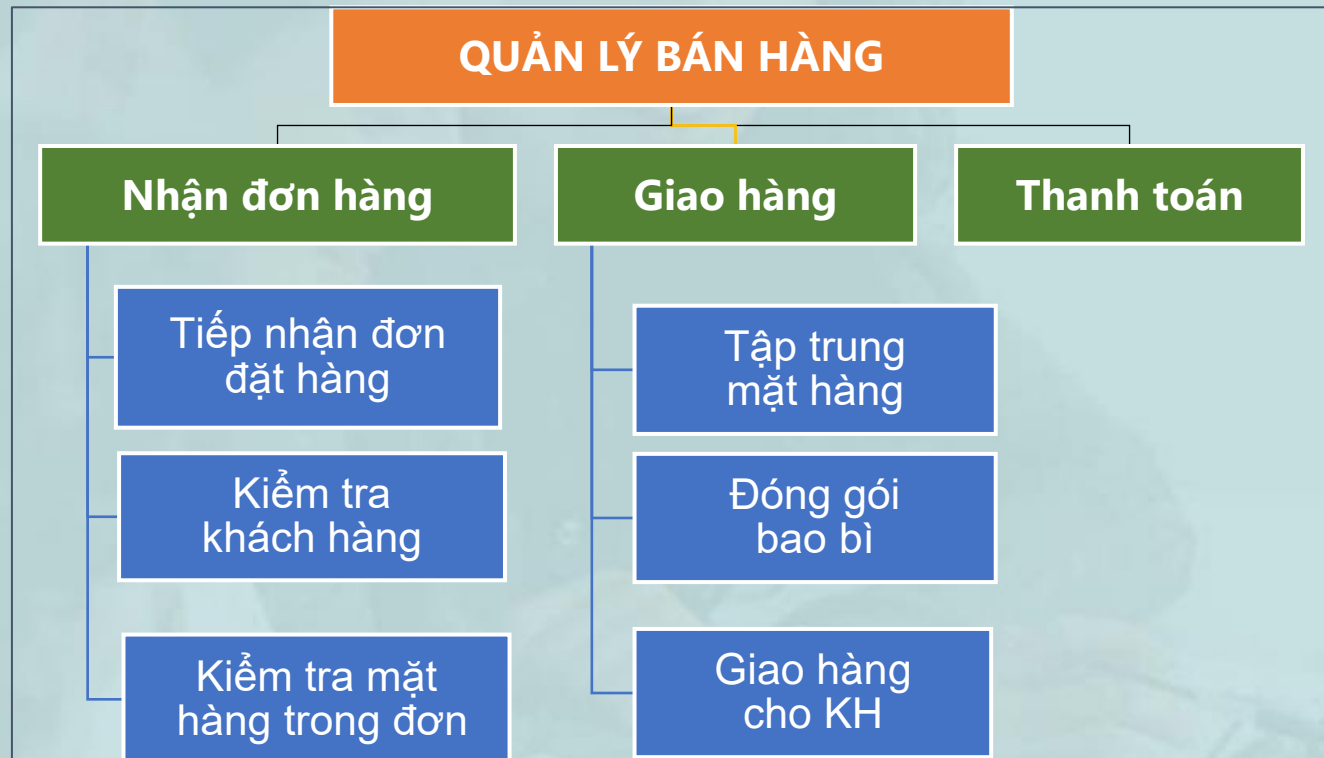 QUẢN LÝ BÁN HÀNG
Nhận đơn hàng
Giao hàng
Thanh toán
Tiếp nhận đơn
đặt hàng
Kiểm tra
khách hàng
Kiểm tra mặt
hàng trong đơn
Tập trung
mặt hàng
Đóng gói
bao bì
Giao hàng
cho KH